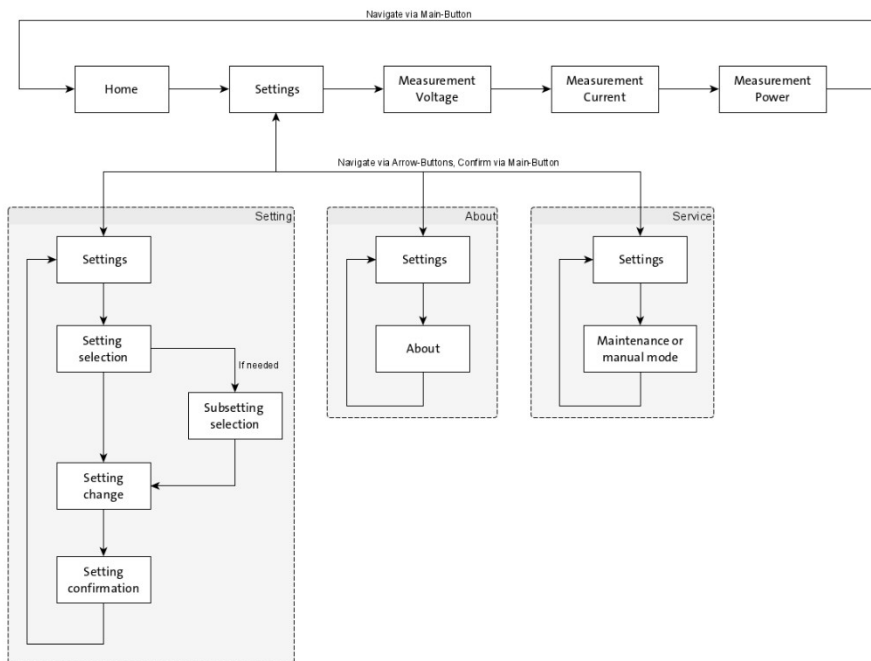 Navigate via Main-Button
Home
Settings
Measurement
Voltage
Measurement
Current
Measurement
Power
Navigate via Arrow-Buttons, Confirm via Main-Button
Setting
Settings
Setting
selection
If needed
Subsetting
selection
Setting
change
Setting
confirmation
About
Settings
About
Service
Settings
Maintenance or
manual mode